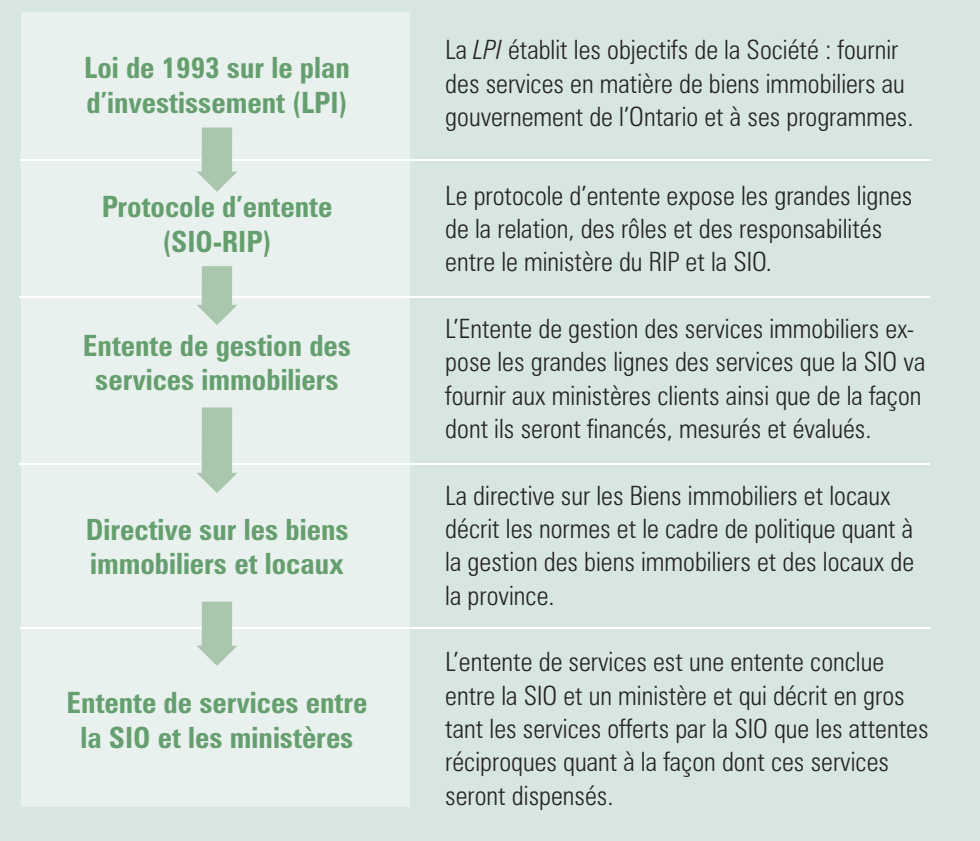 Loi de 1993 sur le plan
d’investissement (LPI)
La LPI établit les objectifs de la Société : fournir
des services en matière de biens immobiliers au
gouvernement de l’Ontario et à ses programmes.
Protocole d’entente
(SIO-RIP)
Le protocole d’entente expose les grandes lignes
de la relation, des rôles et des responsabilités
entre le ministère du RIP et la SIO.
Entente de gestion des
services immobiliers
L’Entente de gestion des services immobiliers ex-
pose les grandes lignes des services que la SIO va
fournir aux ministères clients ainsi que de la façon
dont ils seront financés, mesurés et évalués.
Directive sur les biens
immobiliers et locaux
La directive sur les Biens immobiliers et locaux
décrit les normes et le cadre de politique quant à
la gestion des biens immobiliers et des locaux de
la province.
Entente de services entre
la SIO et les ministères
L’entente de services est une entente conclue
entre la SIO et un ministère et qui décrit en gros
tant les services offerts par la SIO que les attentes
réciproques quant à la façon dont ces services
seront dispensés.